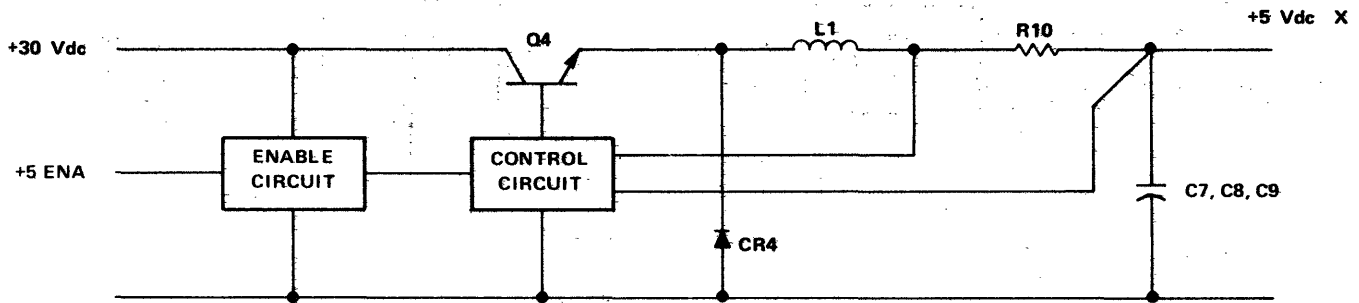 +5 Vdc X
+30 Vdc
Q4
L1
R10
+5 ENA
ENABLE
CIRCUIT
CONTROL
CIRCUIT
C7, C8, C9
CR4